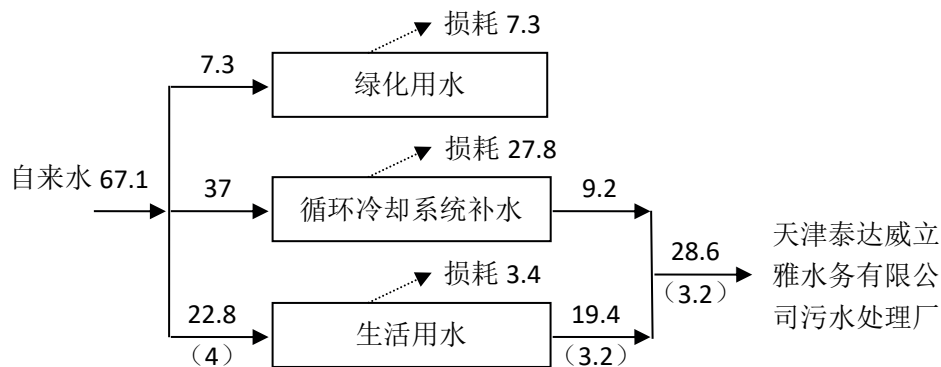 损耗 7.3
7.3
绿化用水
损耗 27.8
自来水 67.1
37
循环冷却系统补水
9.2
28.6
（3.2）
天津泰达威立
雅水务有限公
司污水处理厂
损耗 3.4
22.8
（4）
生活用水
19.4
（3.2）